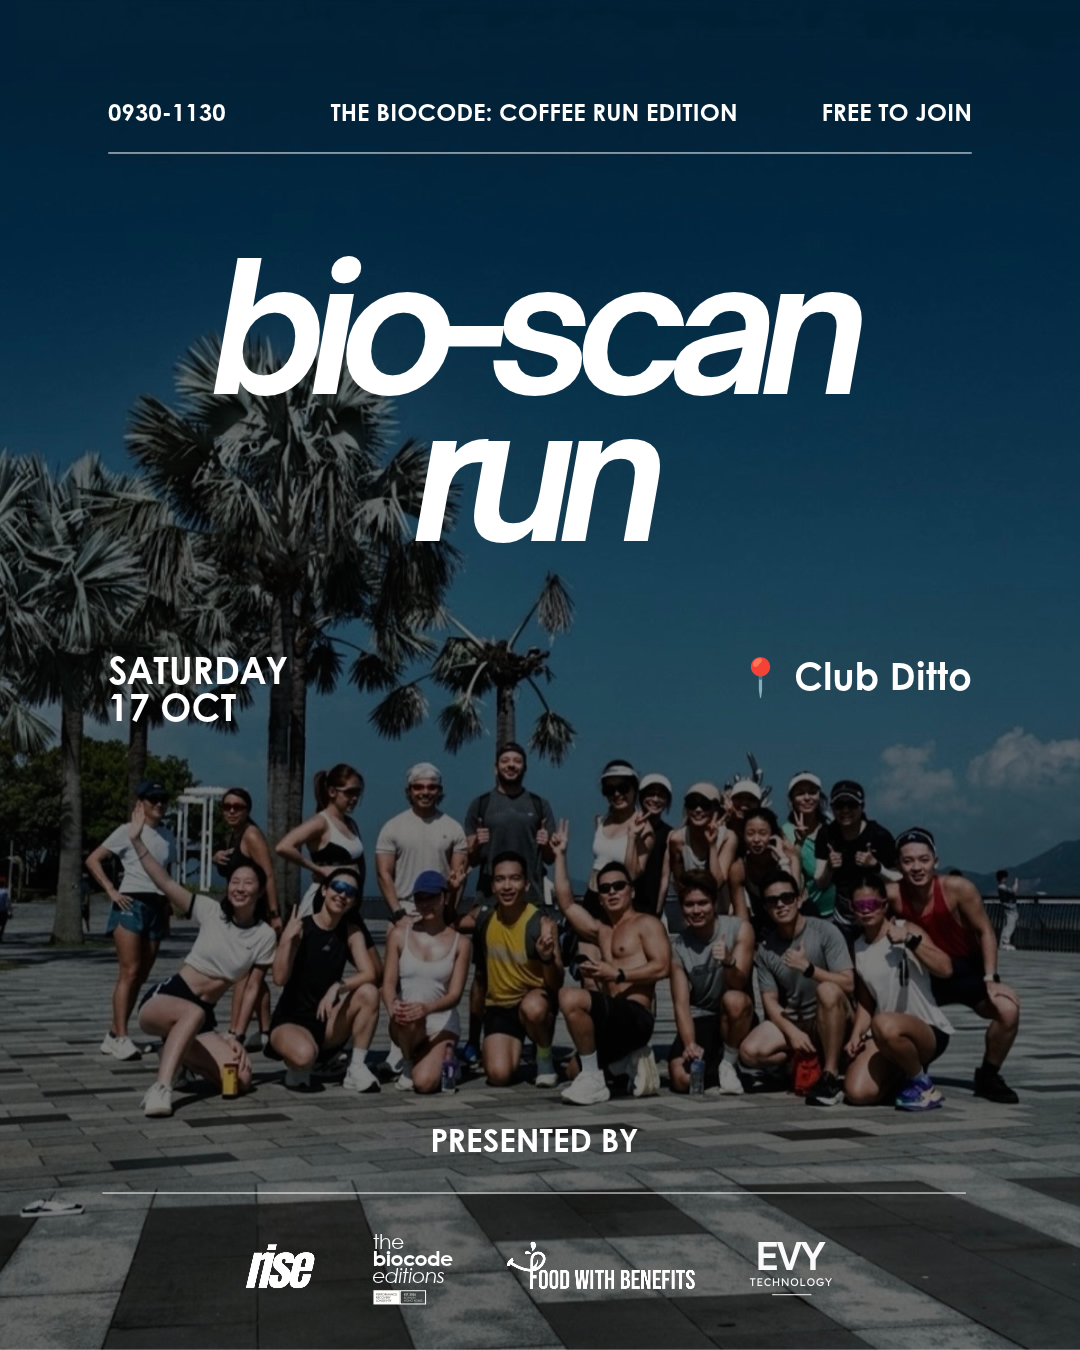 0930-1130 THE BIOCODE: COFFEE RUN EDITION FREE TO JOIN
bio-scan
run
SATURDAY
17 OCT
Club Ditto
PRESENTED BY
rise
the
biocode
editions
FOOD WITH BENEFITS
EVY
TECHNOLOGY